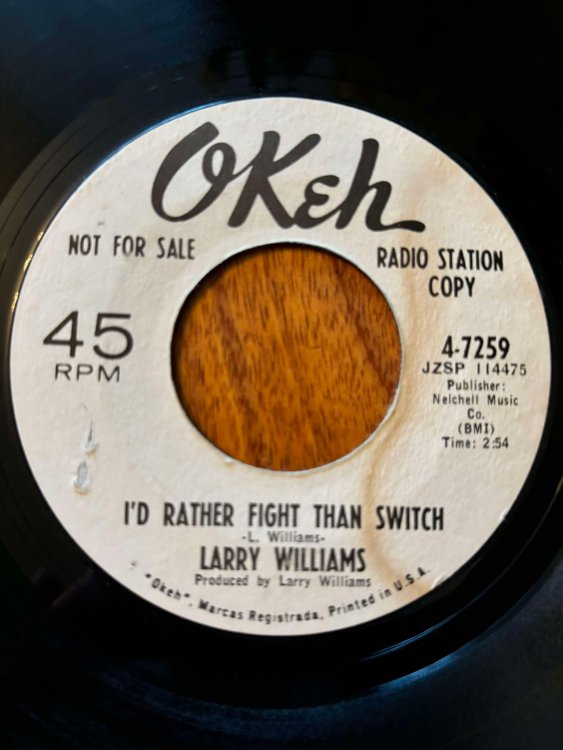 OKeh
NOT FOR SALE
RADIO STATION
COPY
45
RPM
4-7259
JZSP 114475
Publisher:
Nelchell Music
Co.
(BMI)
Time: 2:54
I'D RATHER FIGHT THAN SWITCH
-L. Williams-
LARRY WILLIAMS
Produced by Larry Williams
"Okeh", Marcas Registrada, Printed in U.S.A.